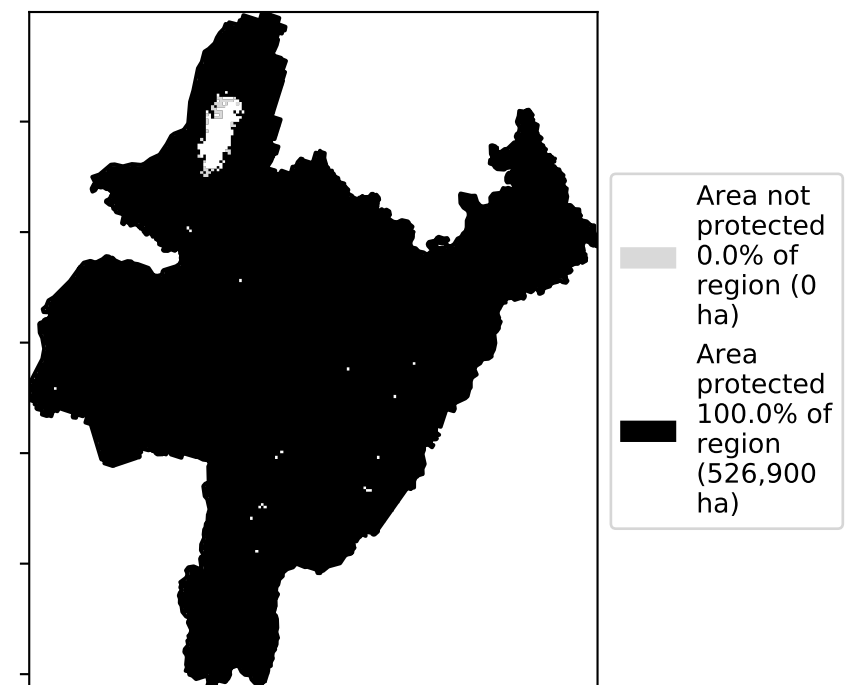 Area not
protected
0.0% of
region (0
ha)
Area
protected
100.0% of
region
(526,900
ha)